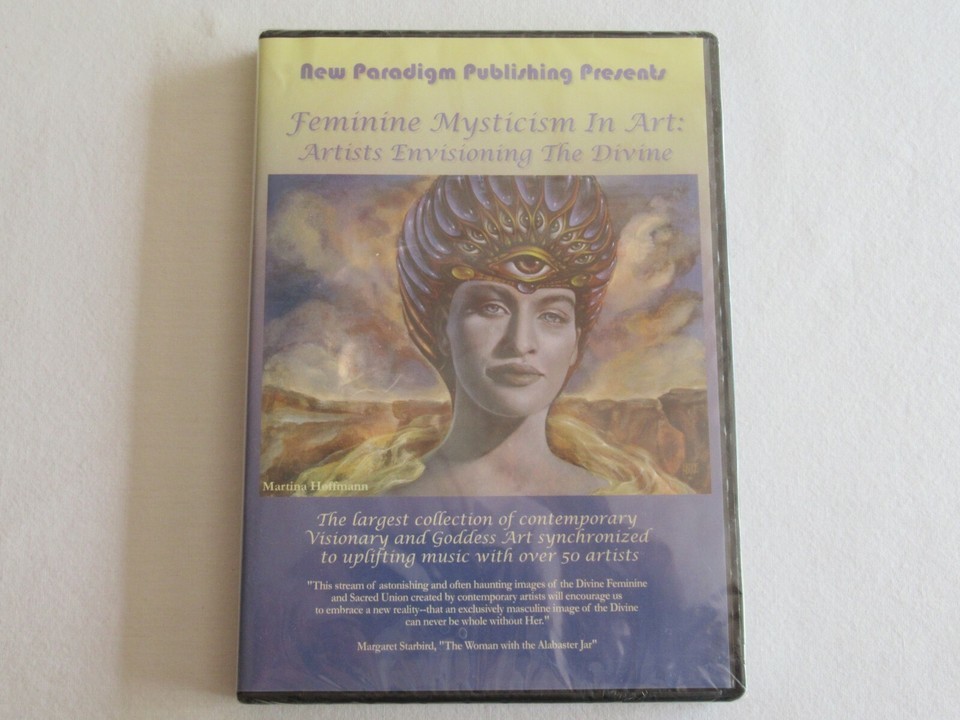 New Paradigm Publishing Presents
Feminine Mysticism In Art:
Artists Envisioning The Divine
Martina Hoffmann
The largest collection of contemporary
Visionary and Goddess Art synchronized
to uplifting music with over 50 artists
"This stream of astonishing and often haunting images of the Divine Feminine
and Sacred Union created by contemporary artists will encourage us
to embrace a new reality--that an exclusively masculine image of the Divine
can never be whole without Her."
Margaret Starbird, "The Woman with the Alabaster Jar"